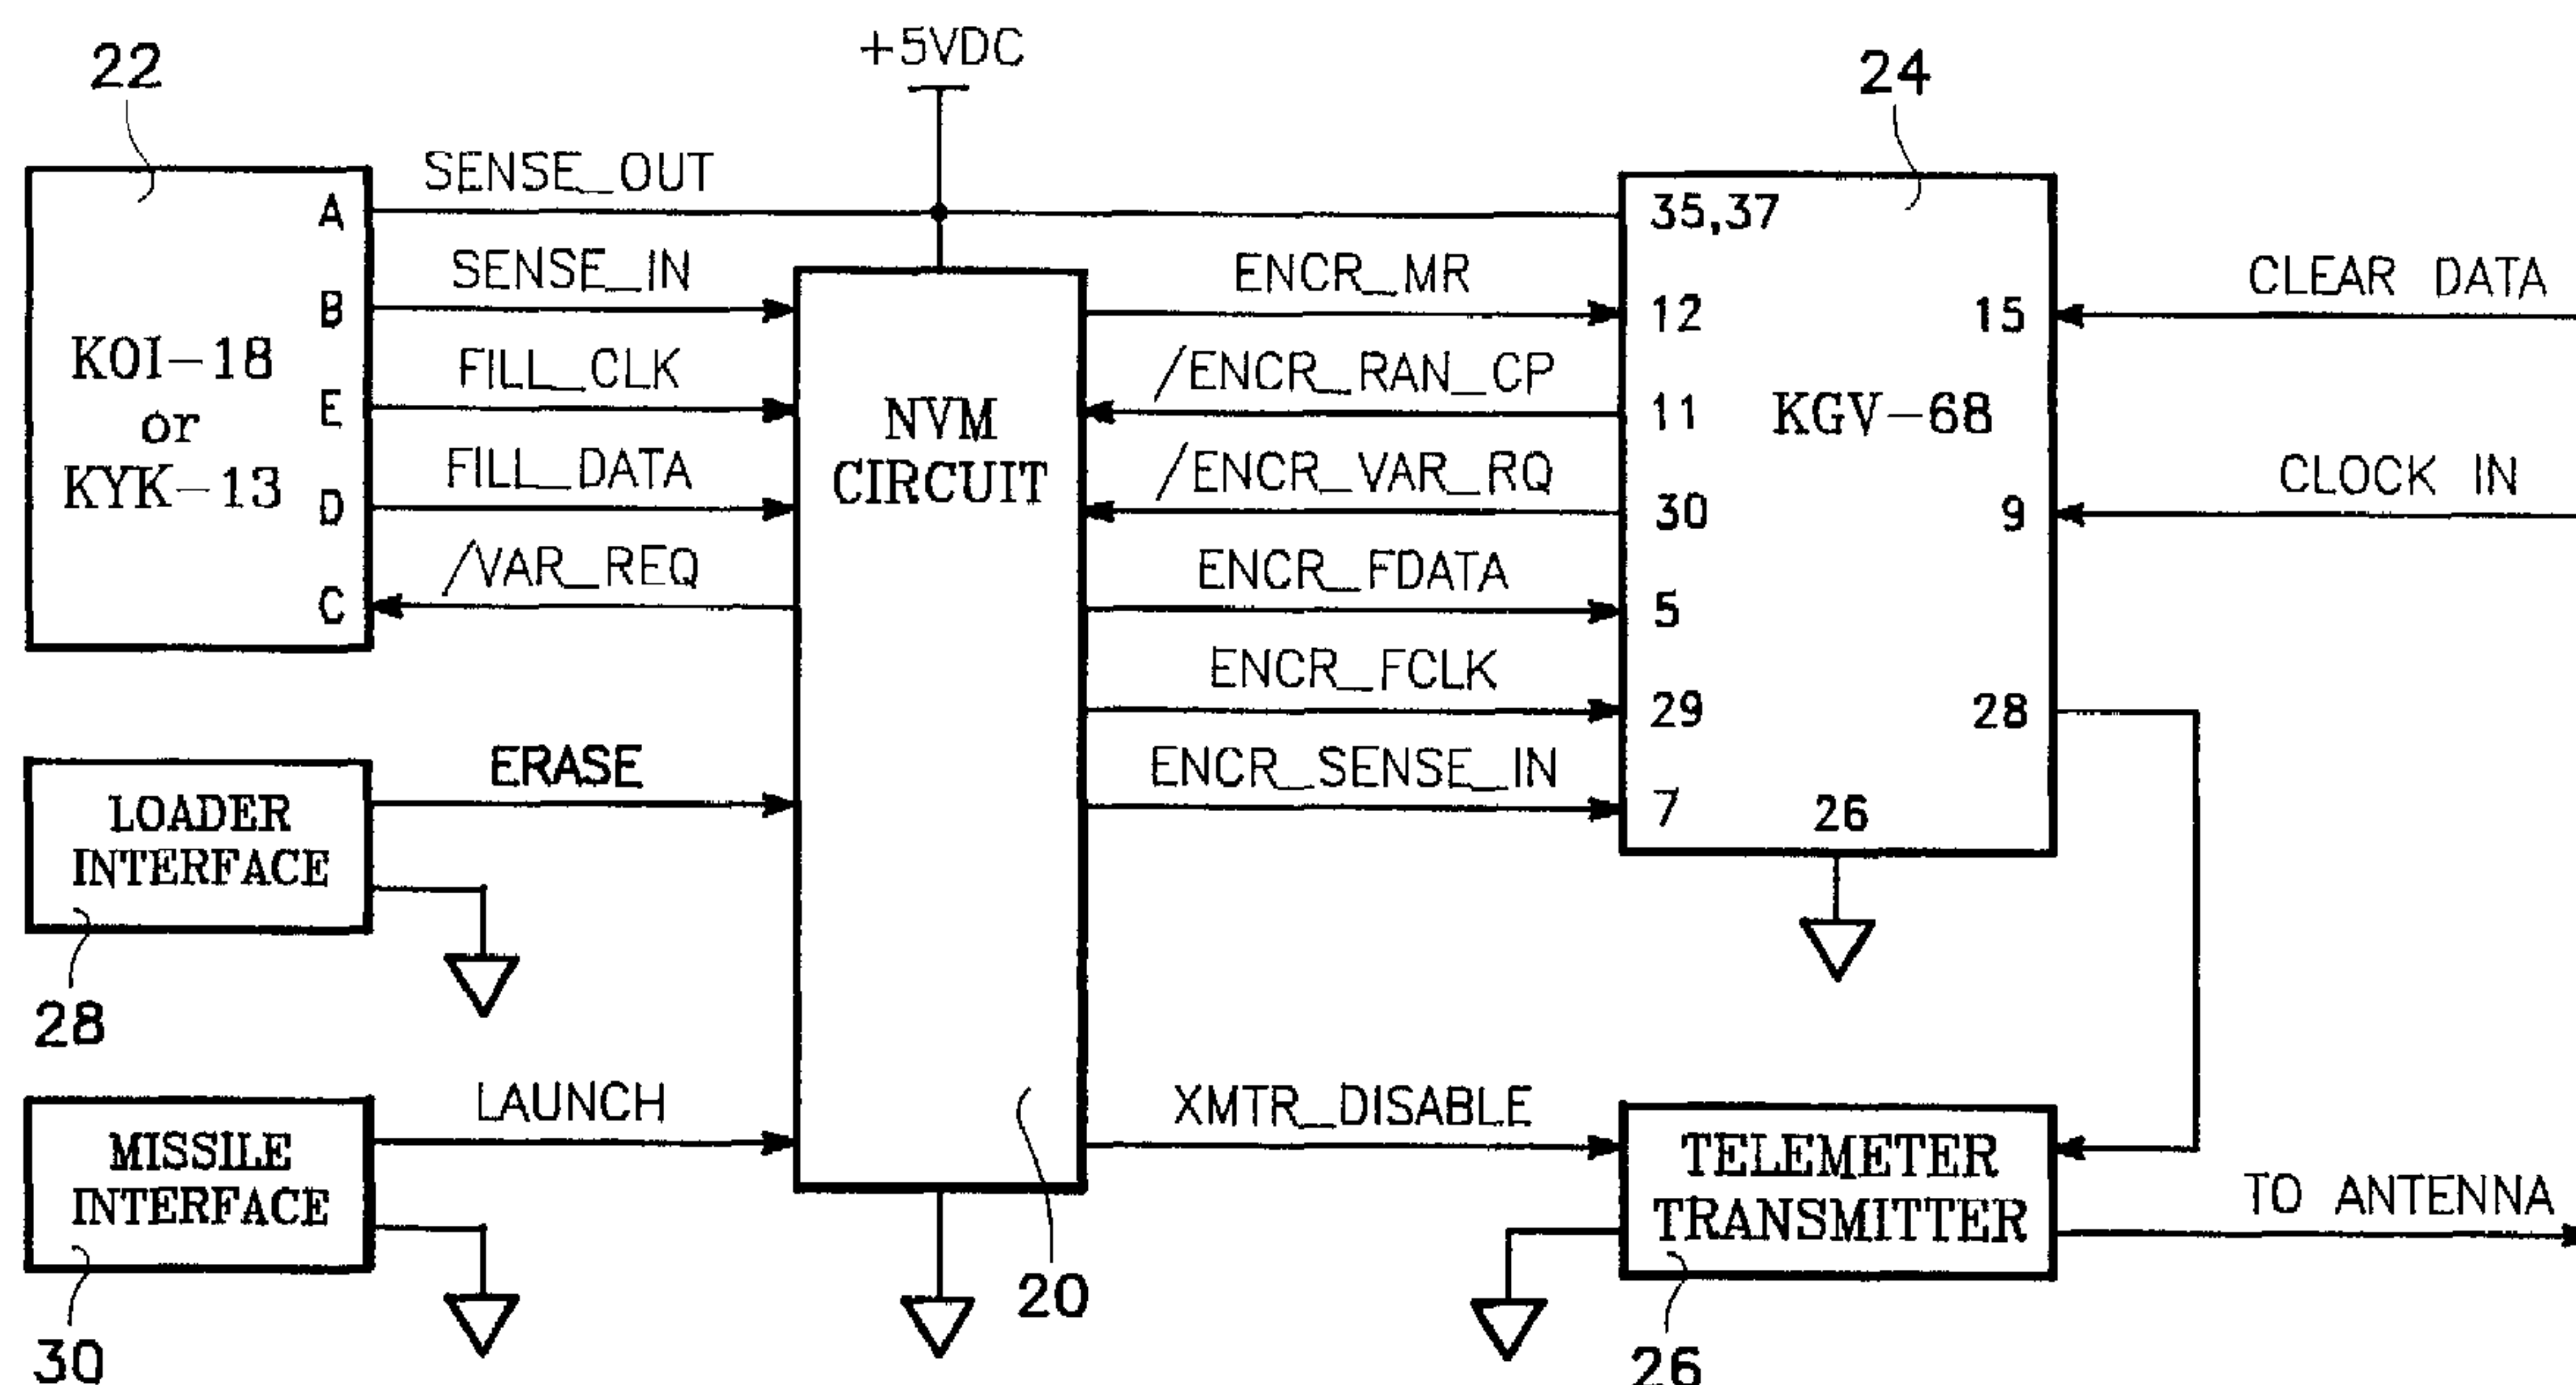 +5VDC
22
24
SENSE_OUT
A
35,37
SENSE_IN
B
ENCR_MR
12
CLEAR DATA
15
KOI-18
or
KYK-13
FILL_CLK
E
NVM
CIRCUIT
/ENCR_RAN_CP
11
KGV-68
FILL_DATA
D
/ENCR_VAR_RQ
30
CLOCK IN
9
/VAR_REQ
C
ENCR_FDATA
5
ENCR_FCLK
29
28
LOADER
INTERFACE
ERASE
ENCR_SENSE_IN
7
26
28
MISSILE
INTERFACE
LAUNCH
XMTR_DISABLE
TELEMETER
TRANSMITTER
TO ANTENNA
20
30
26